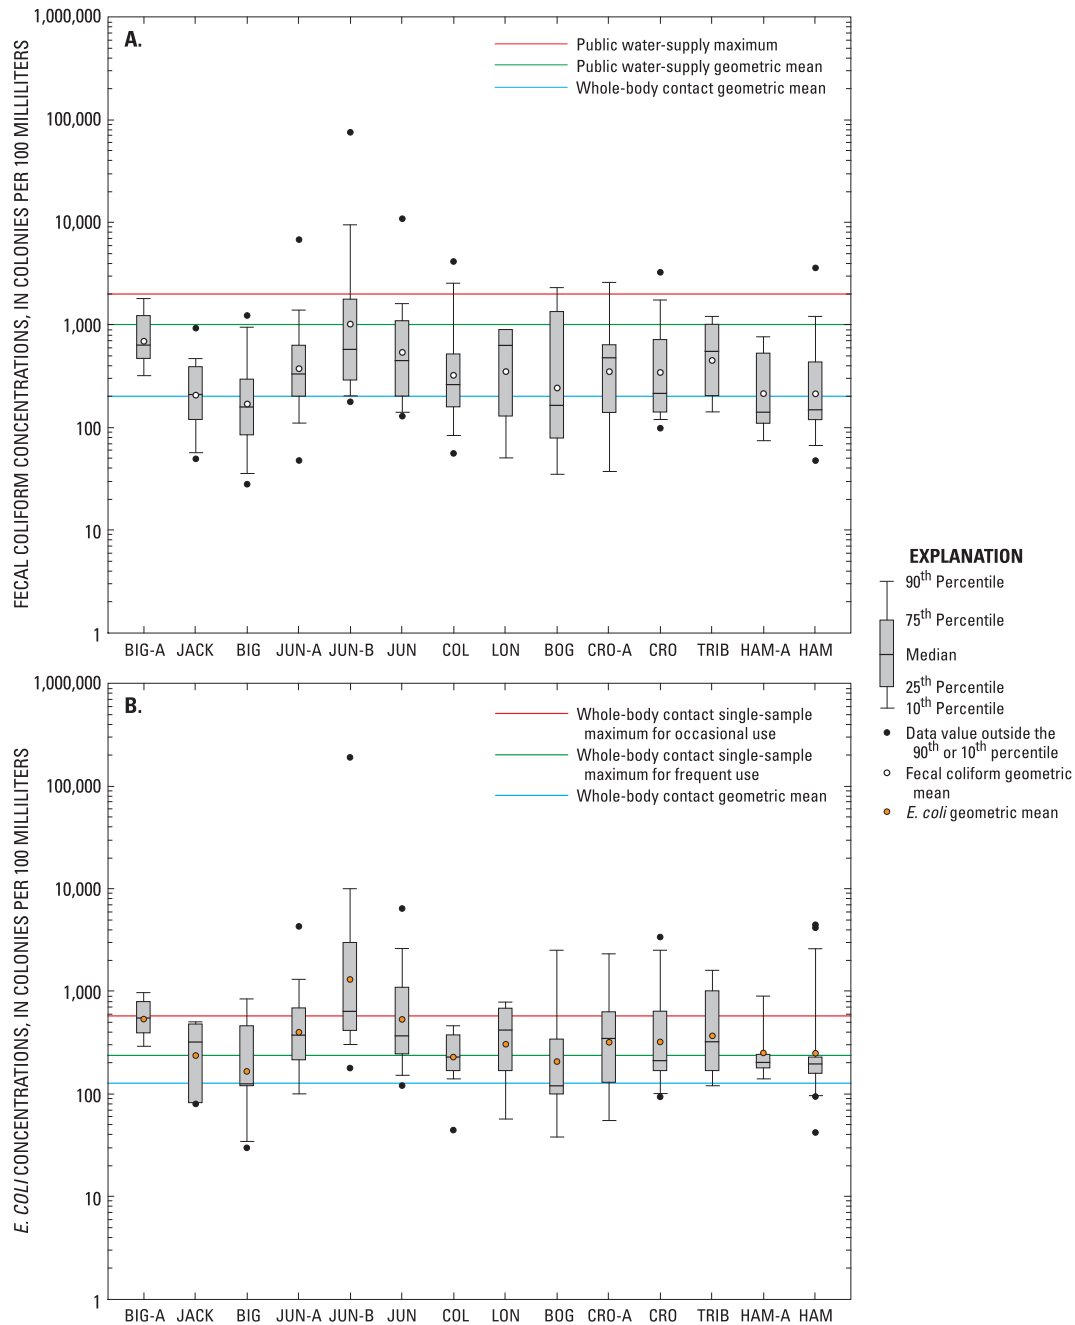 A.
FECAL COLIFORM CONCENTRATIONS, IN COLONIES PER 100 MILLILITERS
1,000,000
100,000
10,000
1,000
100
10
1
Public water-supply maximum
Public water-supply geometric mean
Whole-body contact geometric mean
BIG-A JACK BIG JUN-A JUN-B JUN COL LON BOG CRO-A CRO TRIB HAM-A HAM
B.
E. COLI CONCENTRATIONS, IN COLONIES PER 100 MILLILITERS
1,000,000
100,000
10,000
1,000
100
10
1
Whole-body contact single-sample
maximum for occasional use
Whole-body contact single-sample
maximum for frequent use
Whole-body contact geometric mean
BIG-A JACK BIG JUN-A JUN-B JUN COL LON BOG CRO-A CRO TRIB HAM-A HAM
EXPLANATION
90th Percentile
75th Percentile
Median
25th Percentile
10th Percentile
Data value outside the
90th or 10th percentile
Fecal coliform geometric
mean
E. coli geometric mean